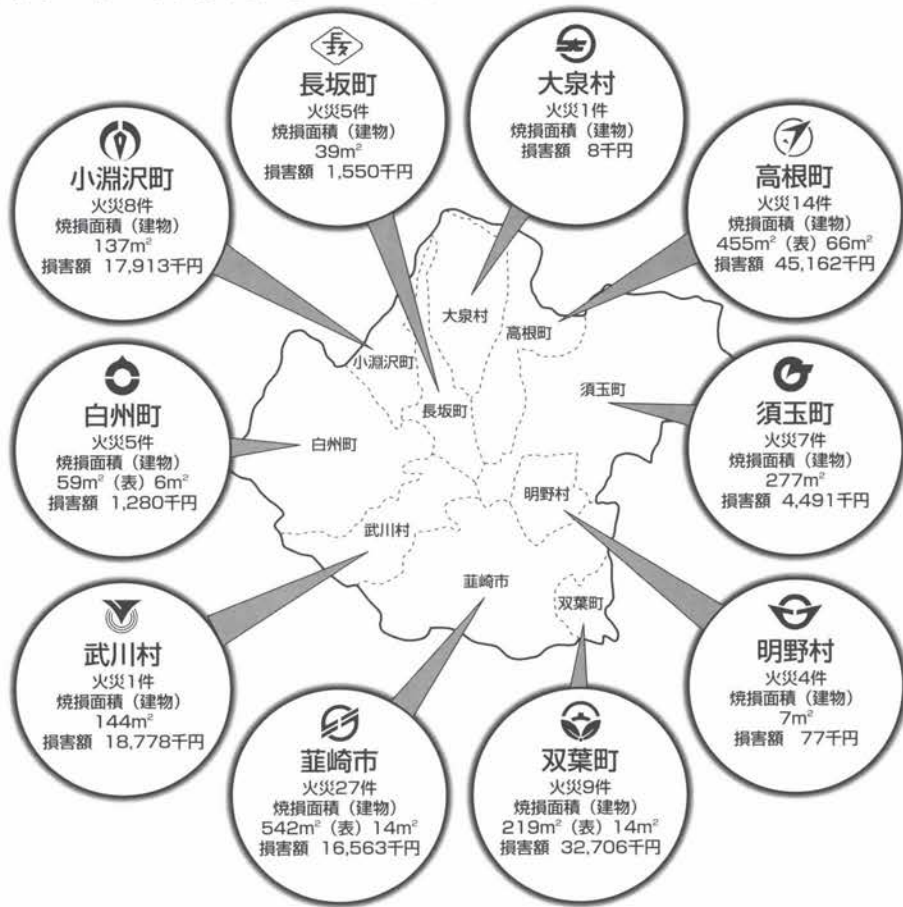 長坂町
火災5件
焼損面積（建物）
39m²
損害額 1,550千円
大泉村
火災1件
焼損面積（建物）
損害額 8千円
小淵沢町
火災8件
焼損面積（建物）
137m²
損害額 17,913千円
高根町
火災14件
焼損面積（建物）
455m²（表）66m²
損害額 45,162千円
白州町
火災5件
焼損面積（建物）
59m²（表）6m²
損害額 1,280千円
須玉町
火災7件
焼損面積（建物）
277m²
損害額 4,491千円
武川村
火災1件
焼損面積（建物）
144m²
損害額 18,778千円
明野村
火災4件
焼損面積（建物）
7m²
損害額 77千円
韮崎市
火災27件
焼損面積（建物）
542m²（表）14m²
損害額 16,563千円
双葉町
火災9件
焼損面積（建物）
219m²（表）14m²
損害額 32,706千円
大泉村
高根町
小淵沢町
須玉町
長坂町
白州町
明野村
武川村
韮崎市
双葉町